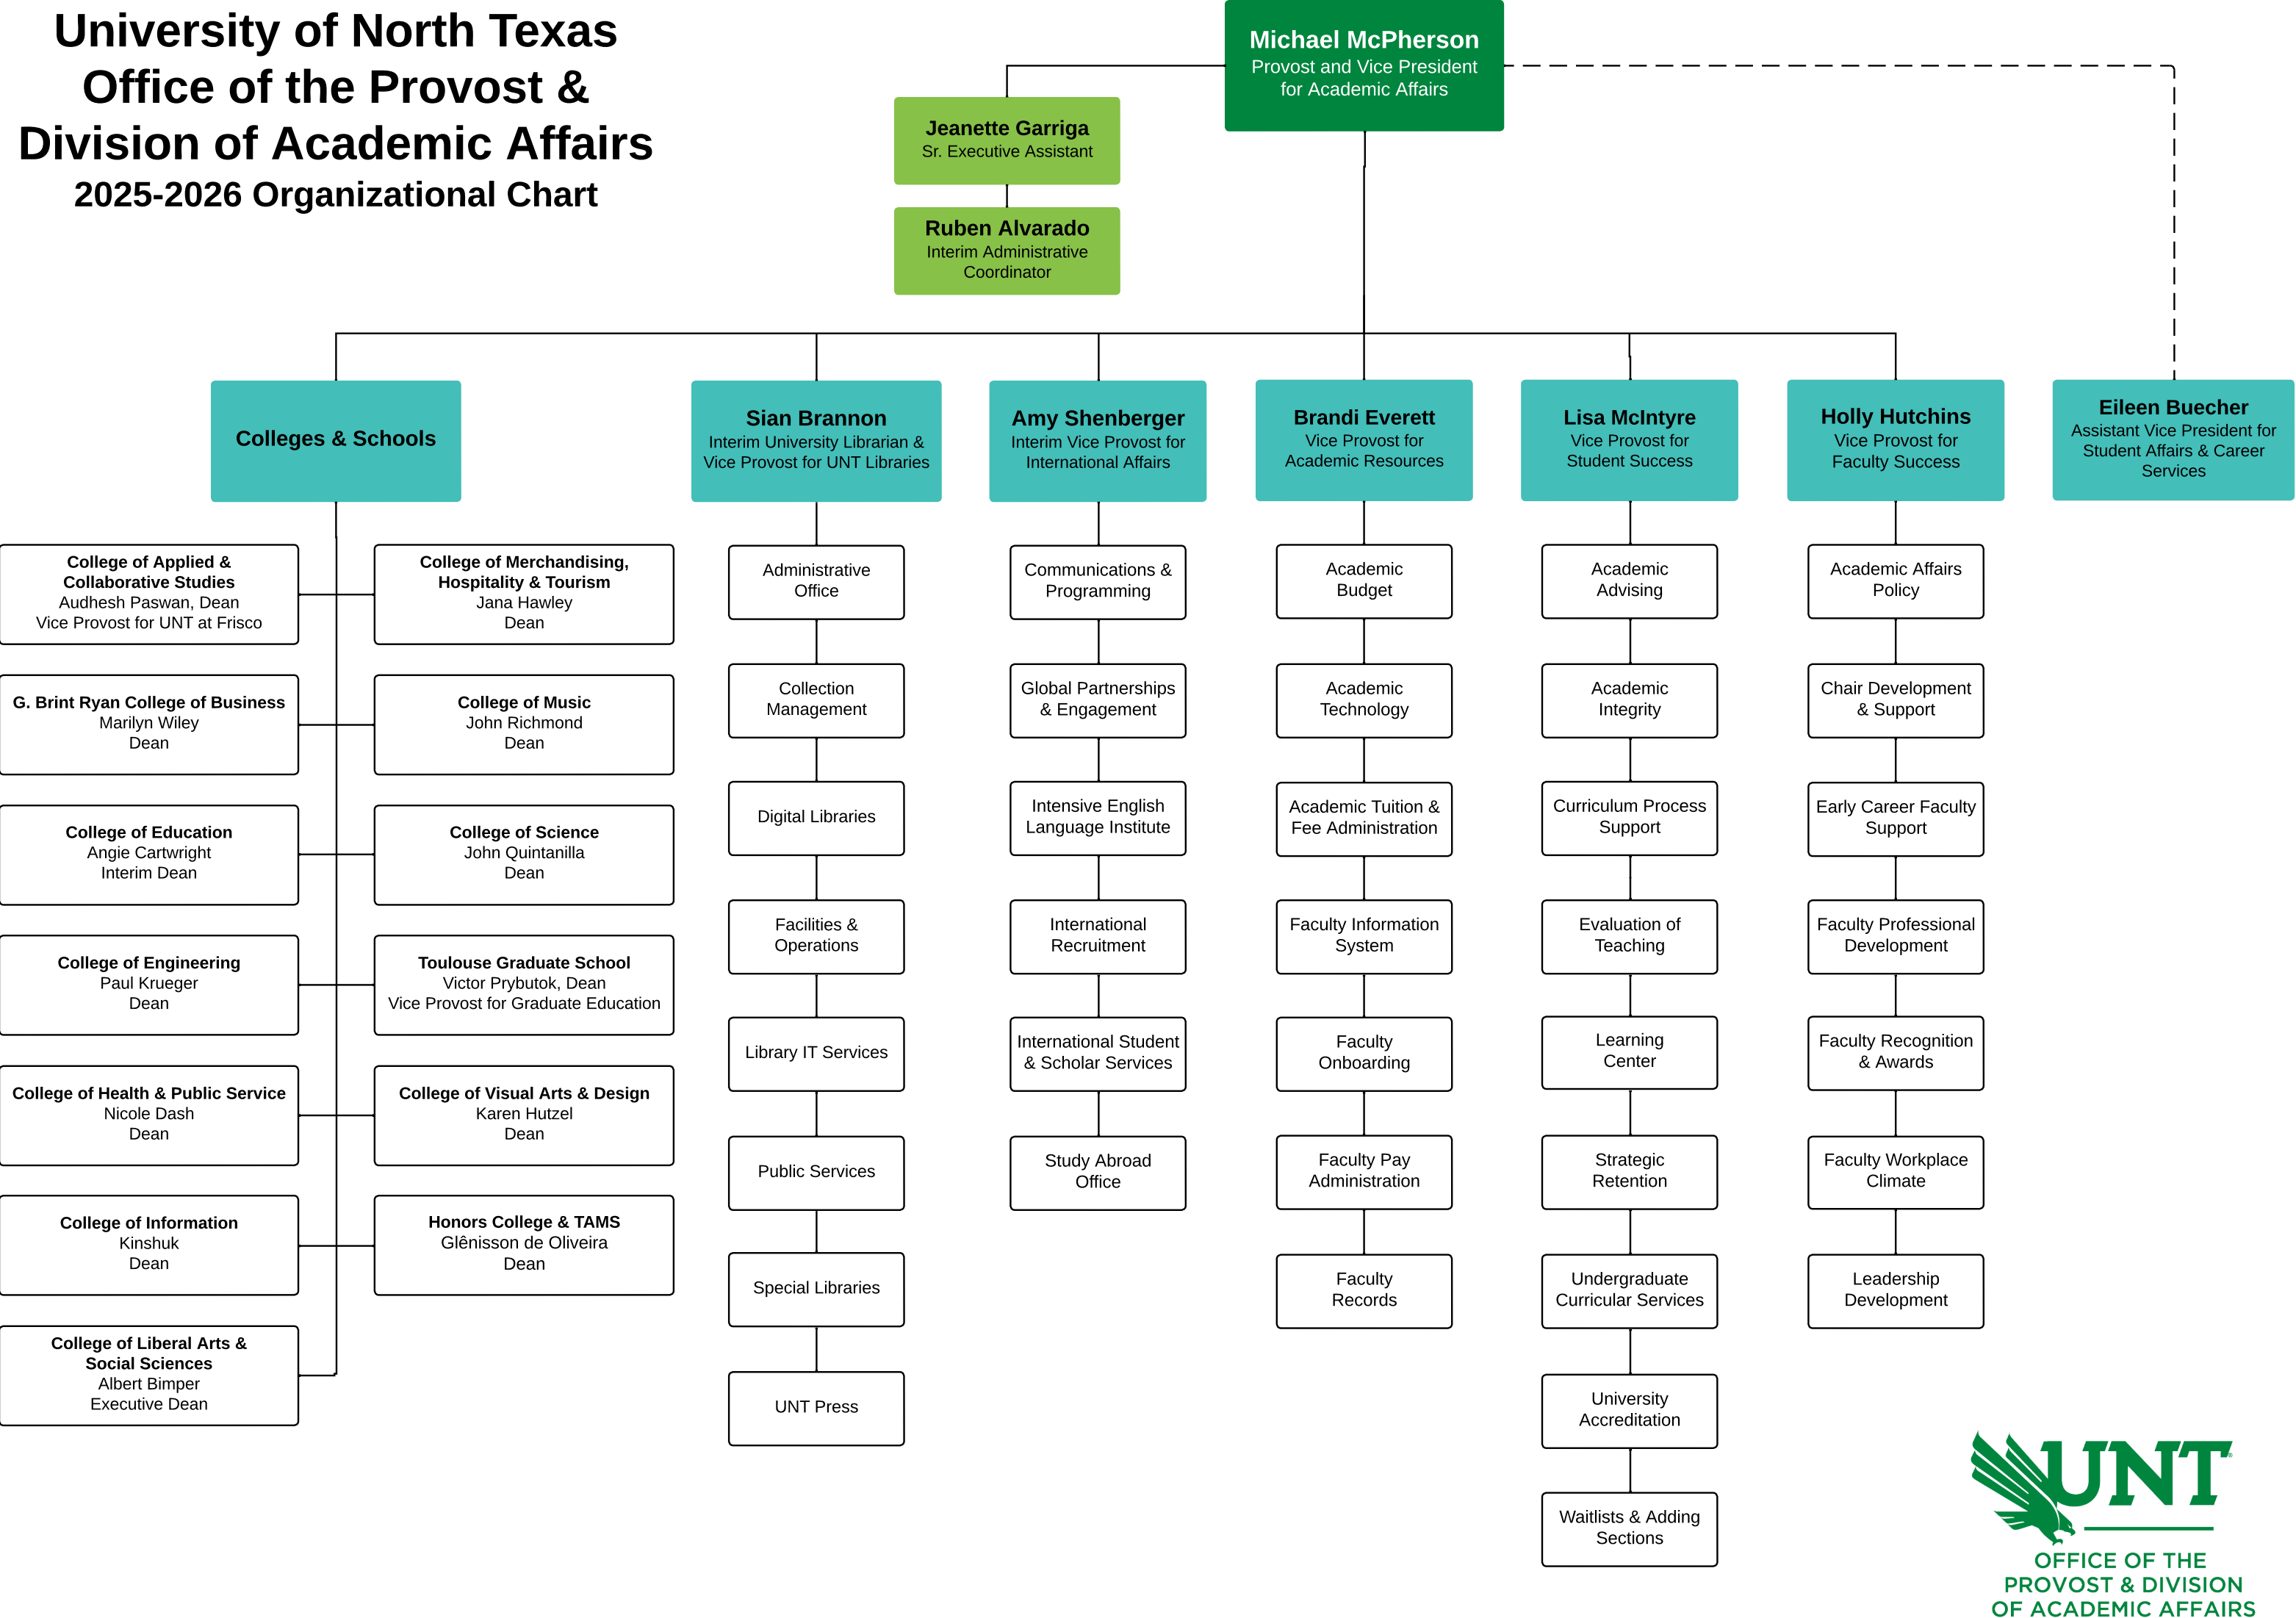 University of North Texas
Office of the Provost &
Division of Academic Affairs
2025-2026 Organizational Chart
Michael McPherson
Provost and Vice President
for Academic Affairs
Jeanette Garriga
Sr. Executive Assistant
Ruben Alvarado
Interim Administrative
Coordinator
Colleges & Schools
College of Applied &
Collaborative Studies
Audhesh Paswan, Dean
Vice Provost for UNT at Frisco
College of Merchandising,
Hospitality & Tourism
Jana Hawley
Dean
G. Brint Ryan College of Business
Marilyn Wiley
Dean
College of Music
John Richmond
Dean
College of Education
Angie Cartwright
Interim Dean
College of Science
John Quintanilla
Dean
College of Engineering
Paul Krueger
Dean
Toulouse Graduate School
Victor Prybutok, Dean
Vice Provost for Graduate Education
College of Health & Public Service
Nicole Dash
Dean
College of Visual Arts & Design
Karen Hutzel
Dean
College of Information
Kinshuk
Dean
Honors College & TAMS
Glênisson de Oliveira
Dean
College of Liberal Arts &
Social Sciences
Albert Bimper
Executive Dean
Sian Brannon
Interim University Librarian &
Vice Provost for UNT Libraries
Administrative
Office
Collection
Management
Digital Libraries
Facilities &
Operations
Library IT Services
Public Services
Special Libraries
UNT Press
Amy Shenberger
Interim Vice Provost for
International Affairs
Communications &
Programming
Global Partnerships
& Engagement
Intensive English
Language Institute
International
Recruitment
International Student
& Scholar Services
Study Abroad
Office
Brandi Everett
Vice Provost for
Academic Resources
Academic
Budget
Academic
Technology
Academic Tuition &
Fee Administration
Faculty Information
System
Faculty
Onboarding
Faculty Pay
Administration
Faculty
Records
Lisa McIntyre
Vice Provost for
Student Success
Academic
Advising
Academic
Integrity
Curriculum Process
Support
Evaluation of
Teaching
Learning
Center
Strategic
Retention
Undergraduate
Curricular Services
University
Accreditation
Waitlists & Adding
Sections
Holly Hutchins
Vice Provost for
Faculty Success
Academic Affairs
Policy
Chair Development
& Support
Early Career Faculty
Support
Faculty Professional
Development
Faculty Recognition
& Awards
Faculty Workplace
Climate
Leadership
Development
Eileen Buecher
Assistant Vice President for
Student Affairs & Career
Services
UNT
OFFICE OF THE
PROVOST & DIVISION
OF ACADEMIC AFFAIRS